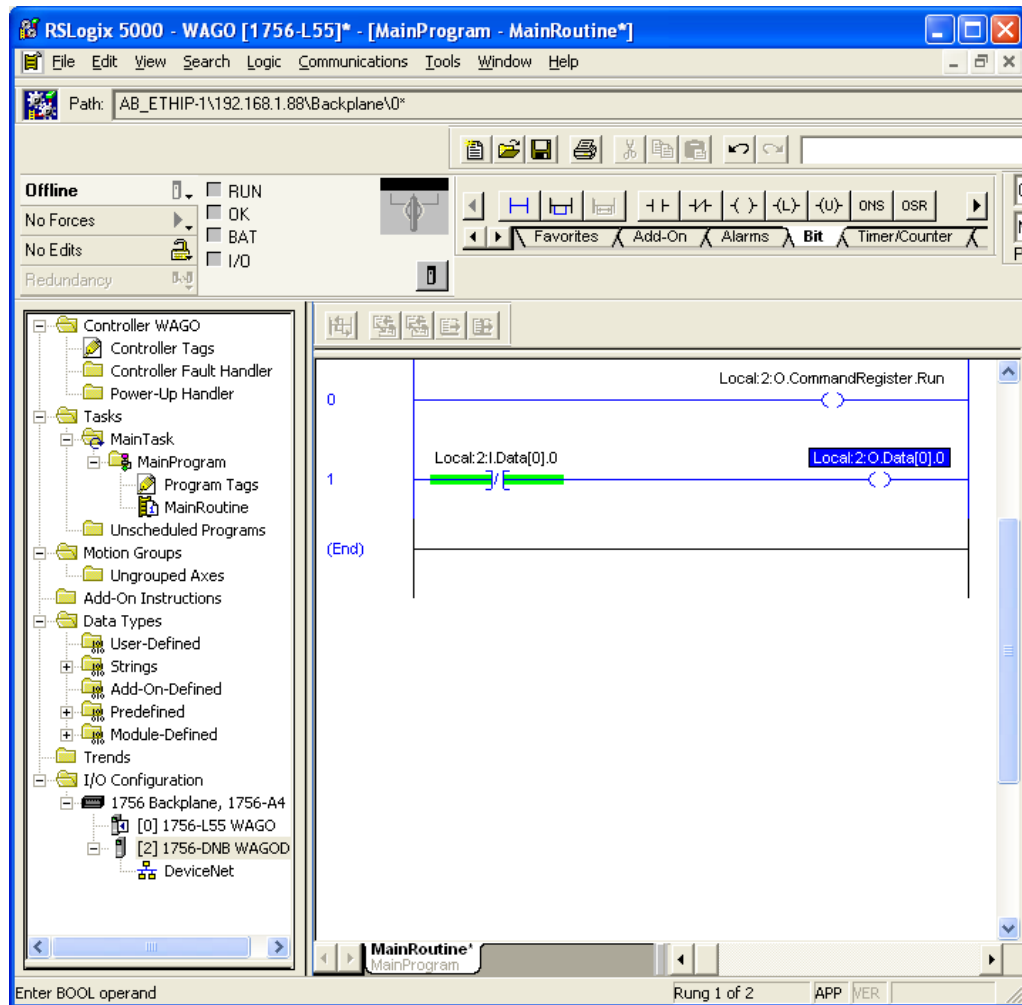 RSLogix 5000 - WAGO [1756-L55]* - [MainProgram - MainRoutine*]
File Edit View Search Logic Communications Tools Window Help
Path: AB_ETHIP-1\192.168.1.88\Backplane\0*
Offline
No Forces
No Edits
Redundancy
RUN
OK
BAT
I/O
(L) (U) ONS OSR
Favorites Add-On Alarms Bit Timer/Counter
Controller WAGO
Controller Tags
Controller Fault Handler
Power-Up Handler
Tasks
MainTask
MainProgram
Program Tags
MainRoutine
Unscheduled Programs
Motion Groups
Ungrouped Axes
Add-On Instructions
Data Types
User-Defined
Strings
Add-On-Defined
Predefined
Module-Defined
Trends
I/O Configuration
1756 Backplane, 1756-A4
[0] 1756-L55 WAGO
[2] 1756-DNB WAGOD
DeviceNet
Local:2:O.CommandRegister.Run
0
Local:2:I.Data[0].0 Local:2:O.Data[0].0
1
(End)
MainRoutine*
MainProgram
Enter BOOL operand Rung 1 of 2 APP VER